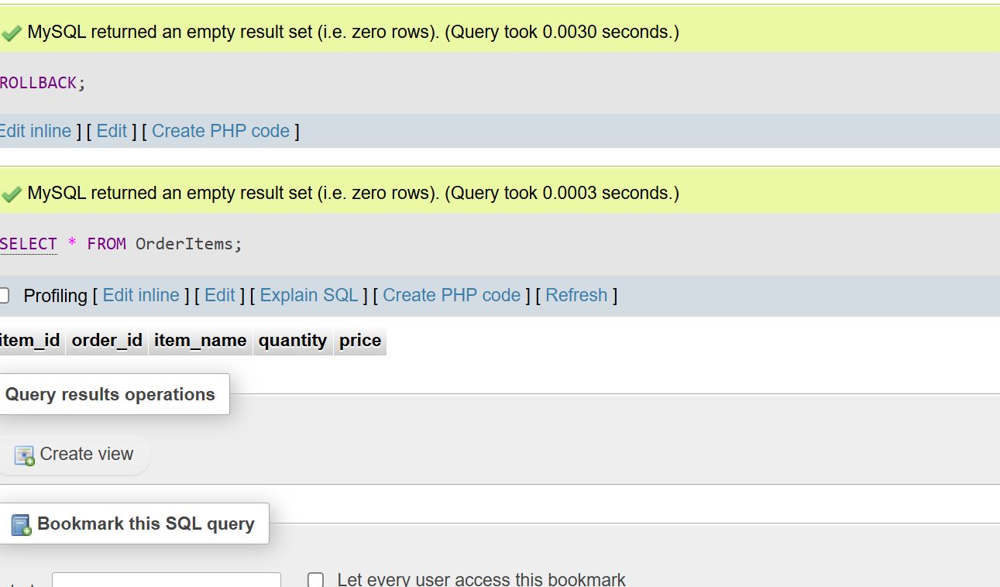 MySQL returned an empty result set (i.e. zero rows). (Query took 0.0030 seconds.)
ROLLBACK;
Edit inline ] [ Edit ] [ Create PHP code ]
MySQL returned an empty result set (i.e. zero rows). (Query took 0.0003 seconds.)
SELECT * FROM OrderItems;
Profiling [ Edit inline ] [ Edit ] [ Explain SQL ] [ Create PHP code ] [ Refresh ]
item_id order_id item_name quantity price
Query results operations
Create view
Bookmark this SQL query
Let every user access this bookmark